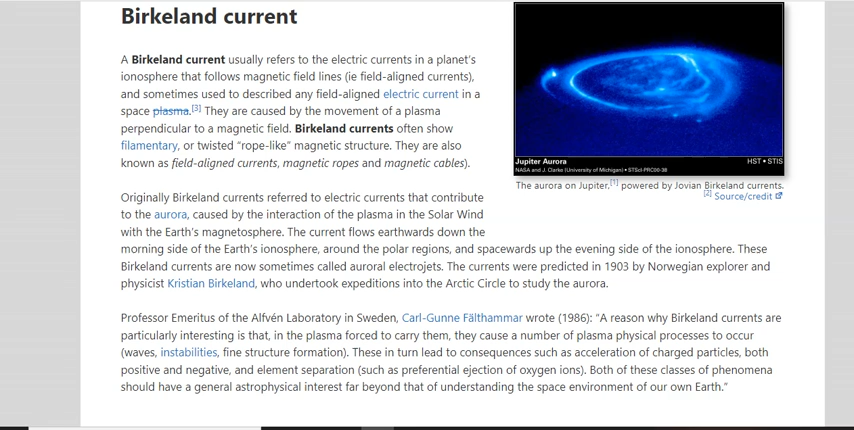 Birkeland current
A Birkeland current usually refers to the electric currents in a planet's
ionosphere that follows magnetic field lines (ie field-aligned currents),
and sometimes used to described any field-aligned electric current in a
space plasma.[3] They are caused by the movement of a plasma
perpendicular to a magnetic field. Birkeland currents often show
filamentary, or twisted "rope-like" magnetic structure. They are also
known as field-aligned currents, magnetic ropes and magnetic cables).
Jupiter Aurora HST • STIS
NASA and J. Clarke (University of Michigan) • STScI-PRC00-38
The aurora on Jupiter,[1] powered by Jovian Birkeland currents.
[2] Source/credit
Originally Birkeland currents referred to electric currents that contribute
to the aurora, caused by the interaction of the plasma in the Solar Wind
with the Earth's magnetosphere. The current flows earthwards down the
morning side of the Earth's ionosphere, around the polar regions, and spacewards up the evening side of the ionosphere. These
Birkeland currents are now sometimes called auroral electrojets. The currents were predicted in 1903 by Norwegian explorer and
physicist Kristian Birkeland, who undertook expeditions into the Arctic Circle to study the aurora.
Professor Emeritus of the Alfvén Laboratory in Sweden, Carl-Gunne Fälthammar wrote (1986): "A reason why Birkeland currents are
particularly interesting is that, in the plasma forced to carry them, they cause a number of plasma physical processes to occur
(waves, instabilities, fine structure formation). These in turn lead to consequences such as acceleration of charged particles, both
positive and negative, and element separation (such as preferential ejection of oxygen ions). Both of these classes of phenomena
should have a general astrophysical interest far beyond that of understanding the space environment of our own Earth."